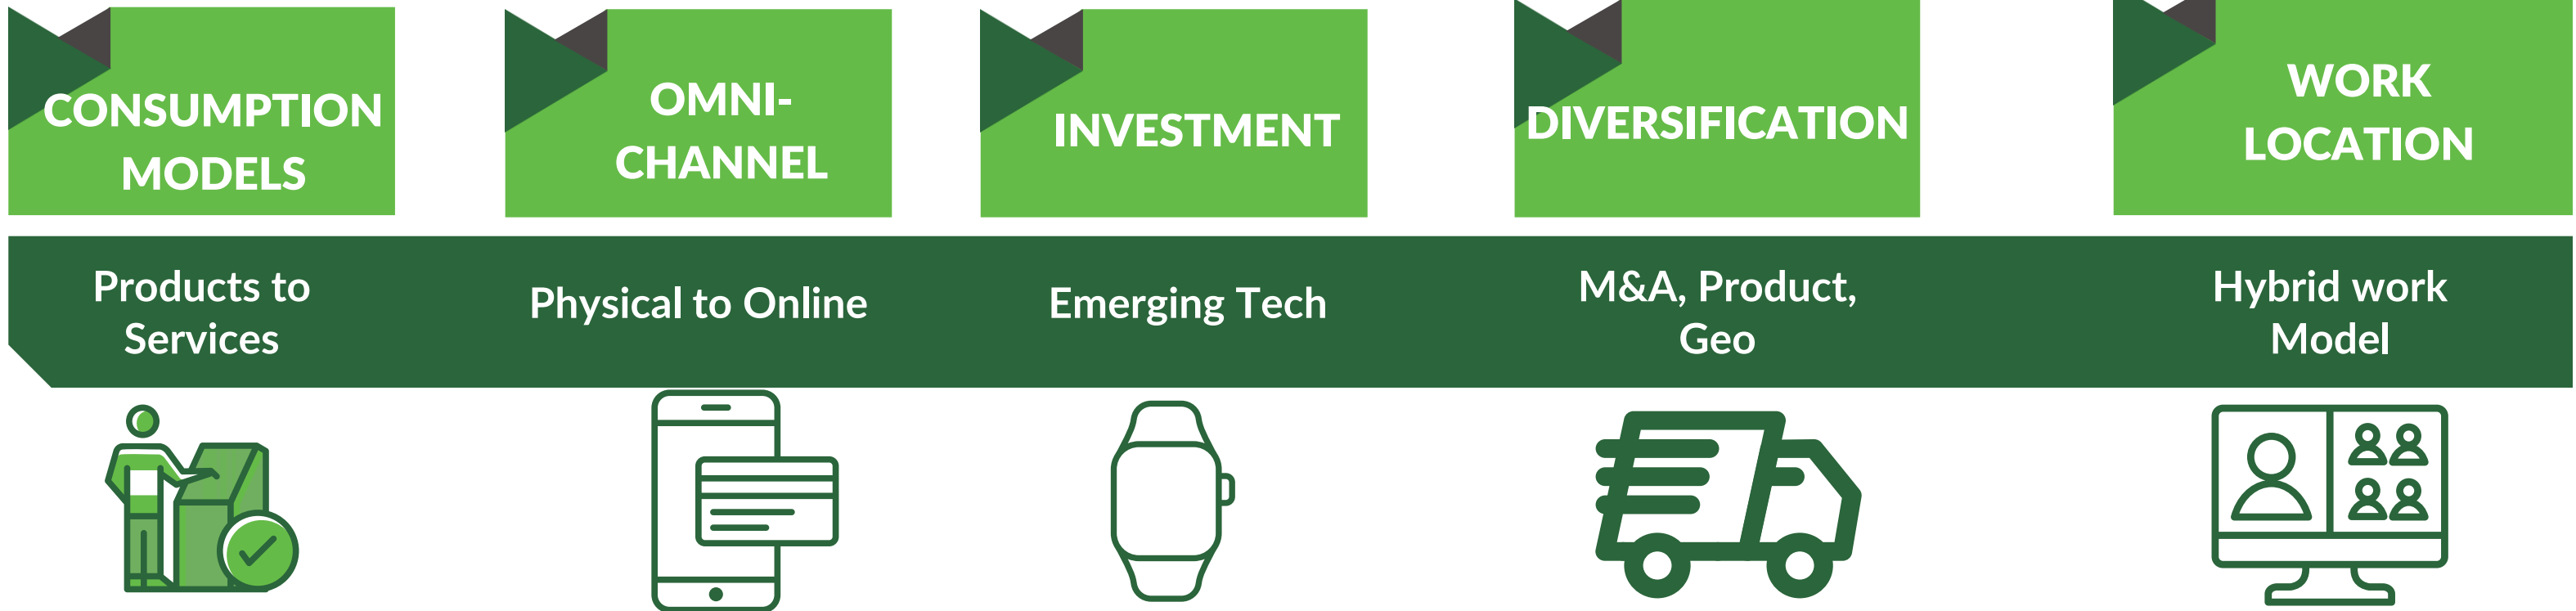 CONSUMPTION
MODELS
OMNI-
CHANNEL
INVESTMENT
DIVERSIFICATION
WORK
LOCATION
Products to
Services
Physical to Online
Emerging Tech
M&A, Product,
Geo
Hybrid work
Model